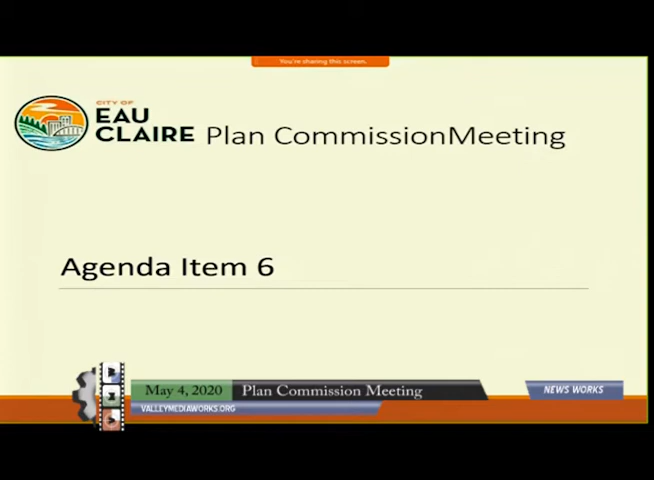 You're sharing this screen.
CITY OF
EAU
CLAIRE
Plan CommissionMeeting
Agenda Item 6
May 4, 2020
Plan Commission Meeting
NEWS WORKS
VALLEYMEDIAWORKS.ORG